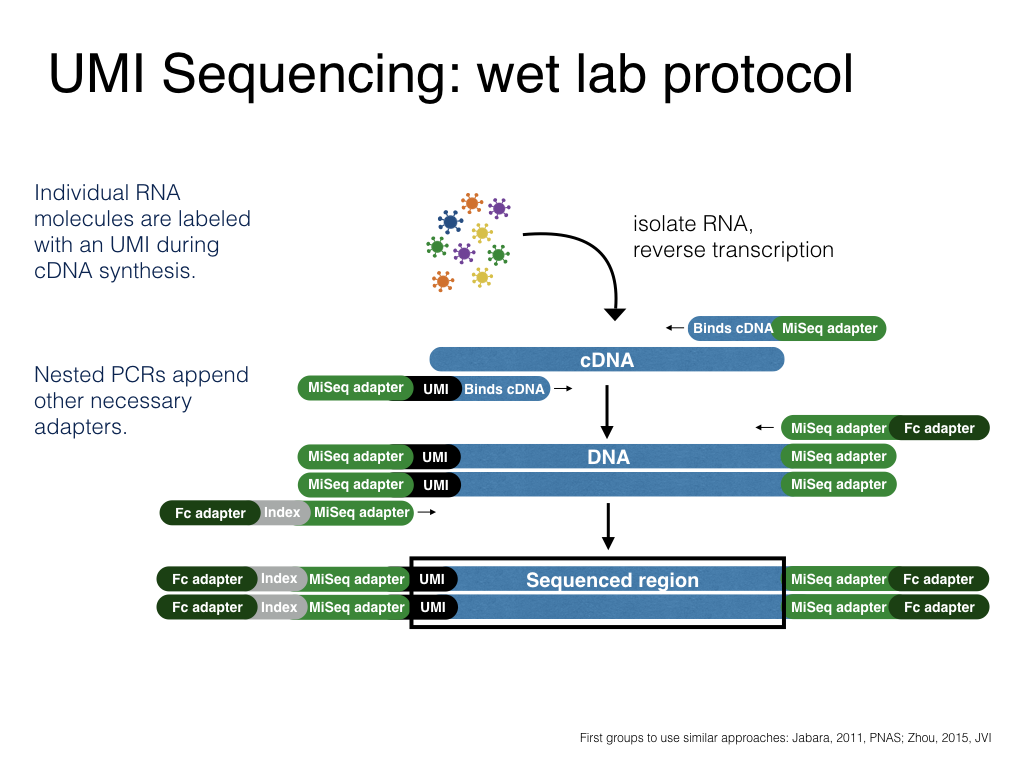 UMI Sequencing: wet lab protocol
Individual RNA
molecules are labeled
with an UMI during
cDNA synthesis.
isolate RNA,
reverse transcription
Binds cDNA MiSeq adapter
cDNA
Nested PCRs append
other necessary
adapters.
MiSeq adapter UMI Binds cDNA
MiSeq adapter Fc adapter
MiSeq adapter UMI DNA MiSeq adapter
MiSeq adapter UMI MiSeq adapter
Fc adapter Index MiSeq adapter
Fc adapter Index MiSeq adapter UMI Sequenced region MiSeq adapter Fc adapter
Fc adapter Index MiSeq adapter UMI MiSeq adapter Fc adapter
First groups to use similar approaches: Jabara, 2011, PNAS; Zhou, 2015, JVI